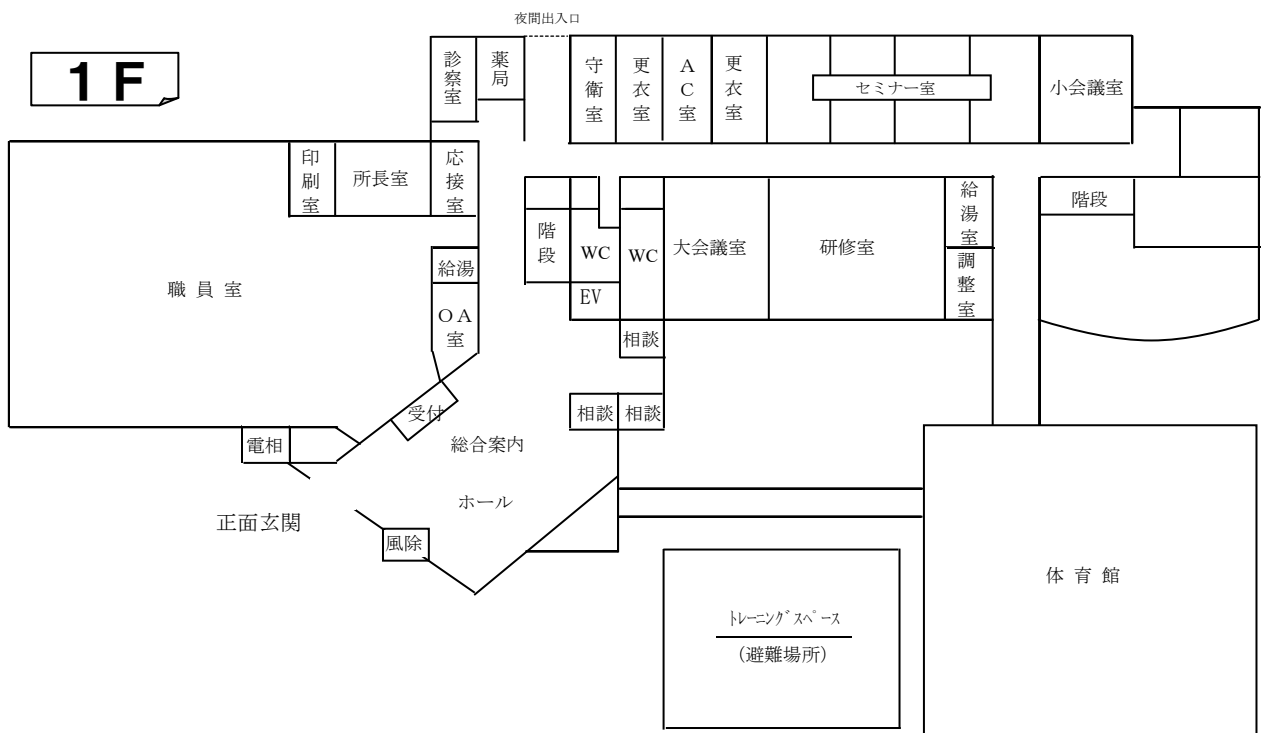 夜間出入口
1F
診察室
薬局
守衛室
更衣室
AC室
更衣室
セミナー室
小会議室
印刷室
所長室
応接室
給湯室
階段
階段
WC
WC
大会議室
研修室
職員室
給湯
調整室
EV
OA室
相談
受付
相談
相談
電相
総合案内
ホール
正面玄関
風除
体育館
トレーニングスペース
(避難場所)